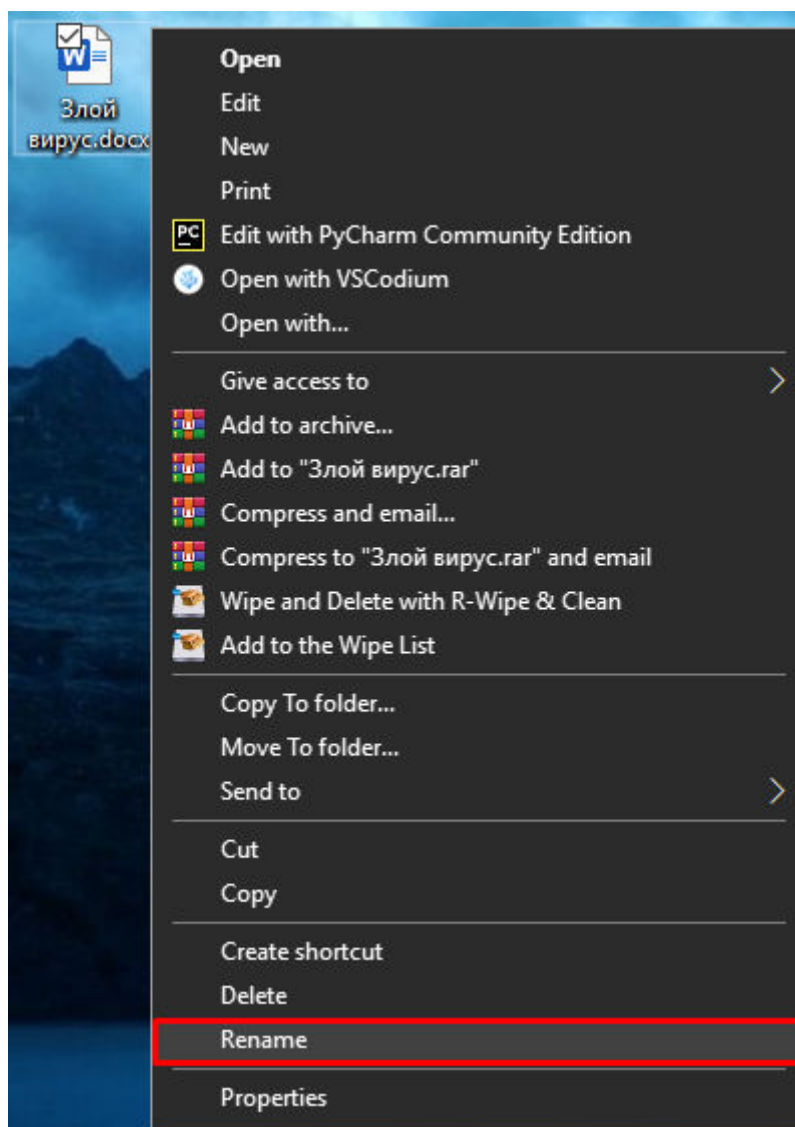 Злой
вирус.docx
Open
Edit
New
Print
PC Edit with PyCharm Community Edition
Open with VSCodium
Open with...
Give access to
Add to archive...
Add to "Злой вирус.rar"
Compress and email...
Compress to "Злой вирус.rar" and email
Wipe and Delete with R-Wipe & Clean
Add to the Wipe List
Copy To folder...
Move To folder...
Send to
Cut
Copy
Create shortcut
Delete
Rename
Properties